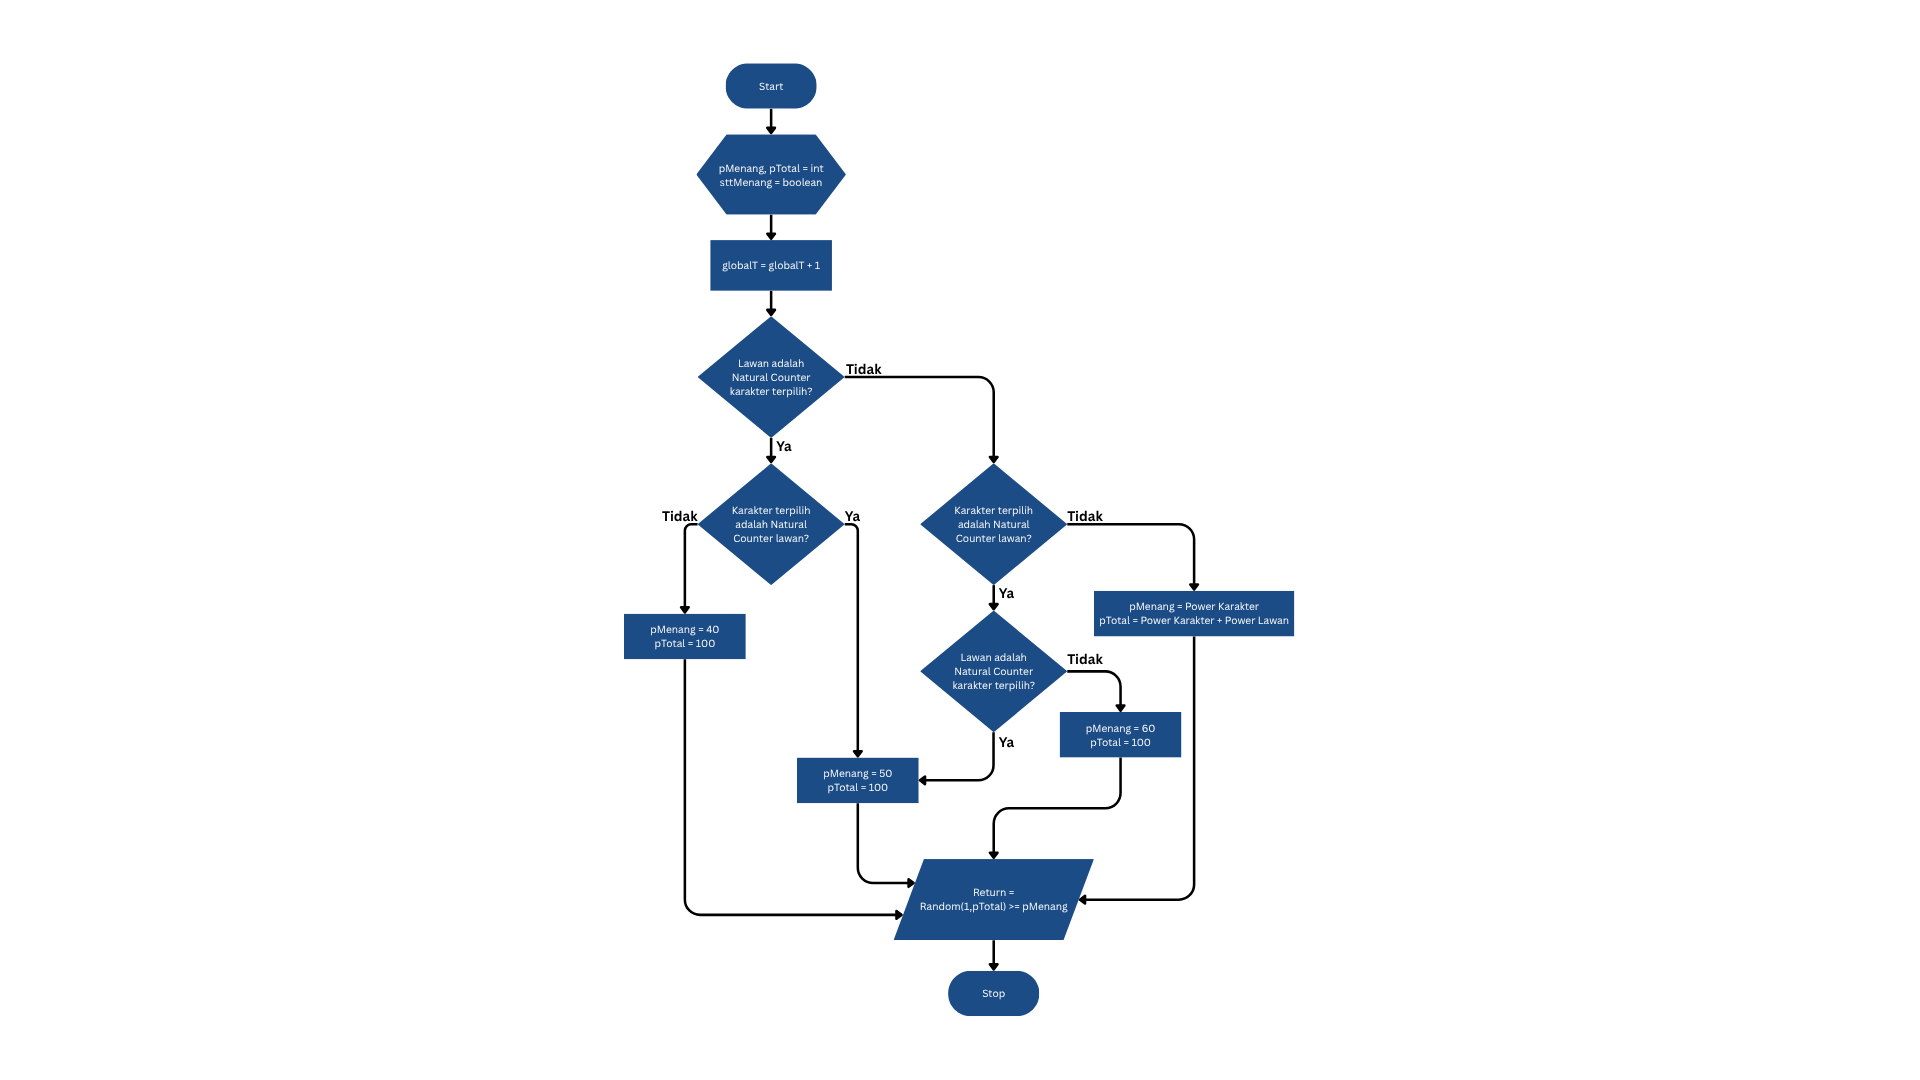 Start
pMenang, pTotal = int
sttMenang = boolean
globalT = globalT + 1
Lawan adalah
Natural Counter
karakter terpilih?
Tidak
Ya
Karakter terpilih
adalah Natural
Counter lawan?
Tidak
Ya
Karakter terpilih
adalah Natural
Counter lawan?
Tidak
Ya
pMenang = 40
pTotal = 100
pMenang = Power Karakter
pTotal = Power Karakter + Power Lawan
Lawan adalah
Natural Counter
karakter terpilih?
Tidak
Ya
pMenang = 60
pTotal = 100
pMenang = 50
pTotal = 100
Return =
Random(1,pTotal) >= pMenang
Stop